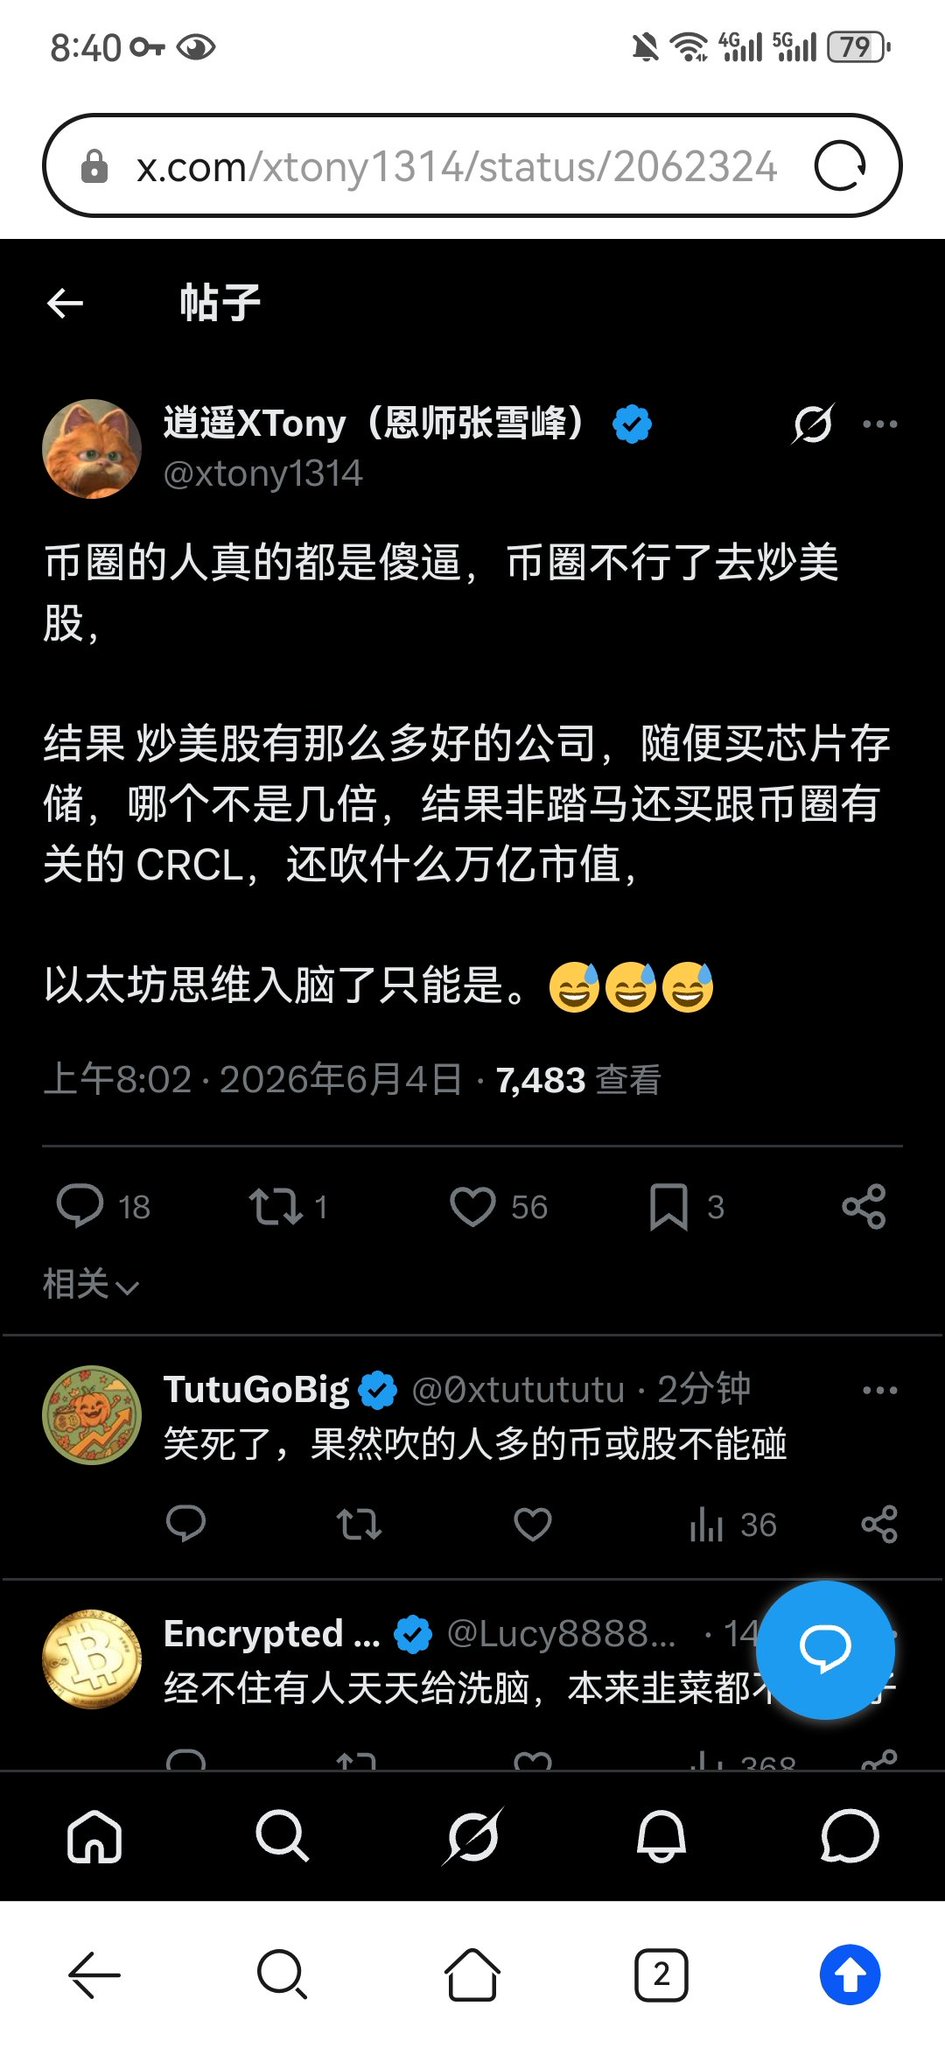 8:40
4G 5G 79
x.com/xtony1314/status/2062324
帖子
逍遥XTony（恩师张雪峰）
@xtony1314
币圈的人真的都是傻逼，币圈不行了去炒美
股，
结果 炒美股有那么多好的公司，随便买芯片存
储，哪个不是几倍，结果非踏马还买跟币圈有
关的 CRCL，还吹什么万亿市值，
以太坊思维入脑了只能是。😅😅😅
上午8:02 · 2026年6月4日 · 7,483 查看
18 1 56 3
相关
TutuGoBig @0xtutututu · 2分钟
笑死了，果然吹的人多的币或股不能碰
36
Encrypted ... @Lucy8888... · 14
经不住有人天天给洗脑，本来韭菜都
368
2